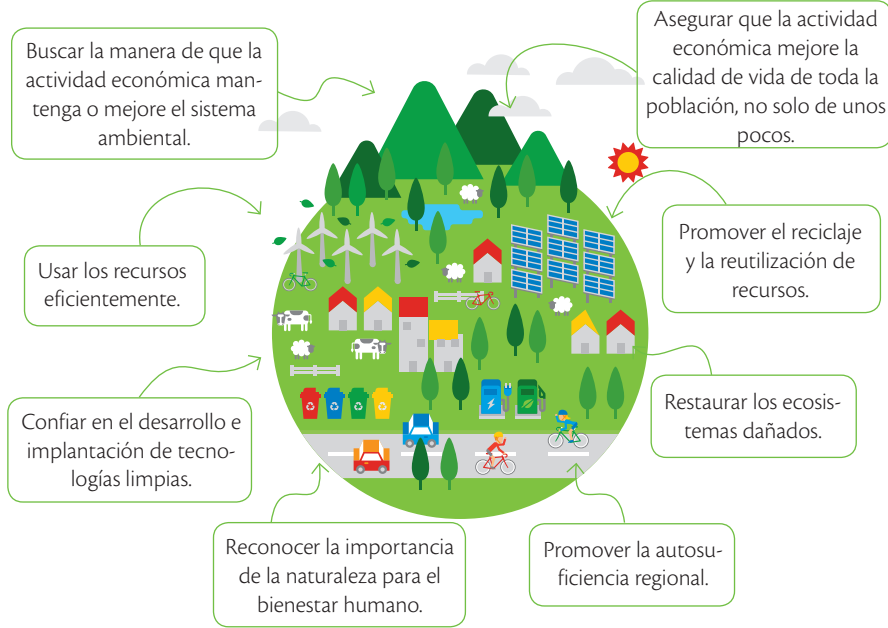 Buscar la manera de que la
actividad económica man-
tenga o mejore el sistema
ambiental.
Asegurar que la actividad
económica mejore la
calidad de vida de toda la
población, no solo de unos
pocos.
Usar los recursos
eficientemente.
Promover el reciclaje
y la reutilización de
recursos.
Confiar en el desarrollo e
implantación de tecno-
logías limpias.
Restaurar los ecosis-
temas dañados.
Reconocer la importancia
de la naturaleza para el
bienestar humano.
Promover la autosu-
ficiencia regional.